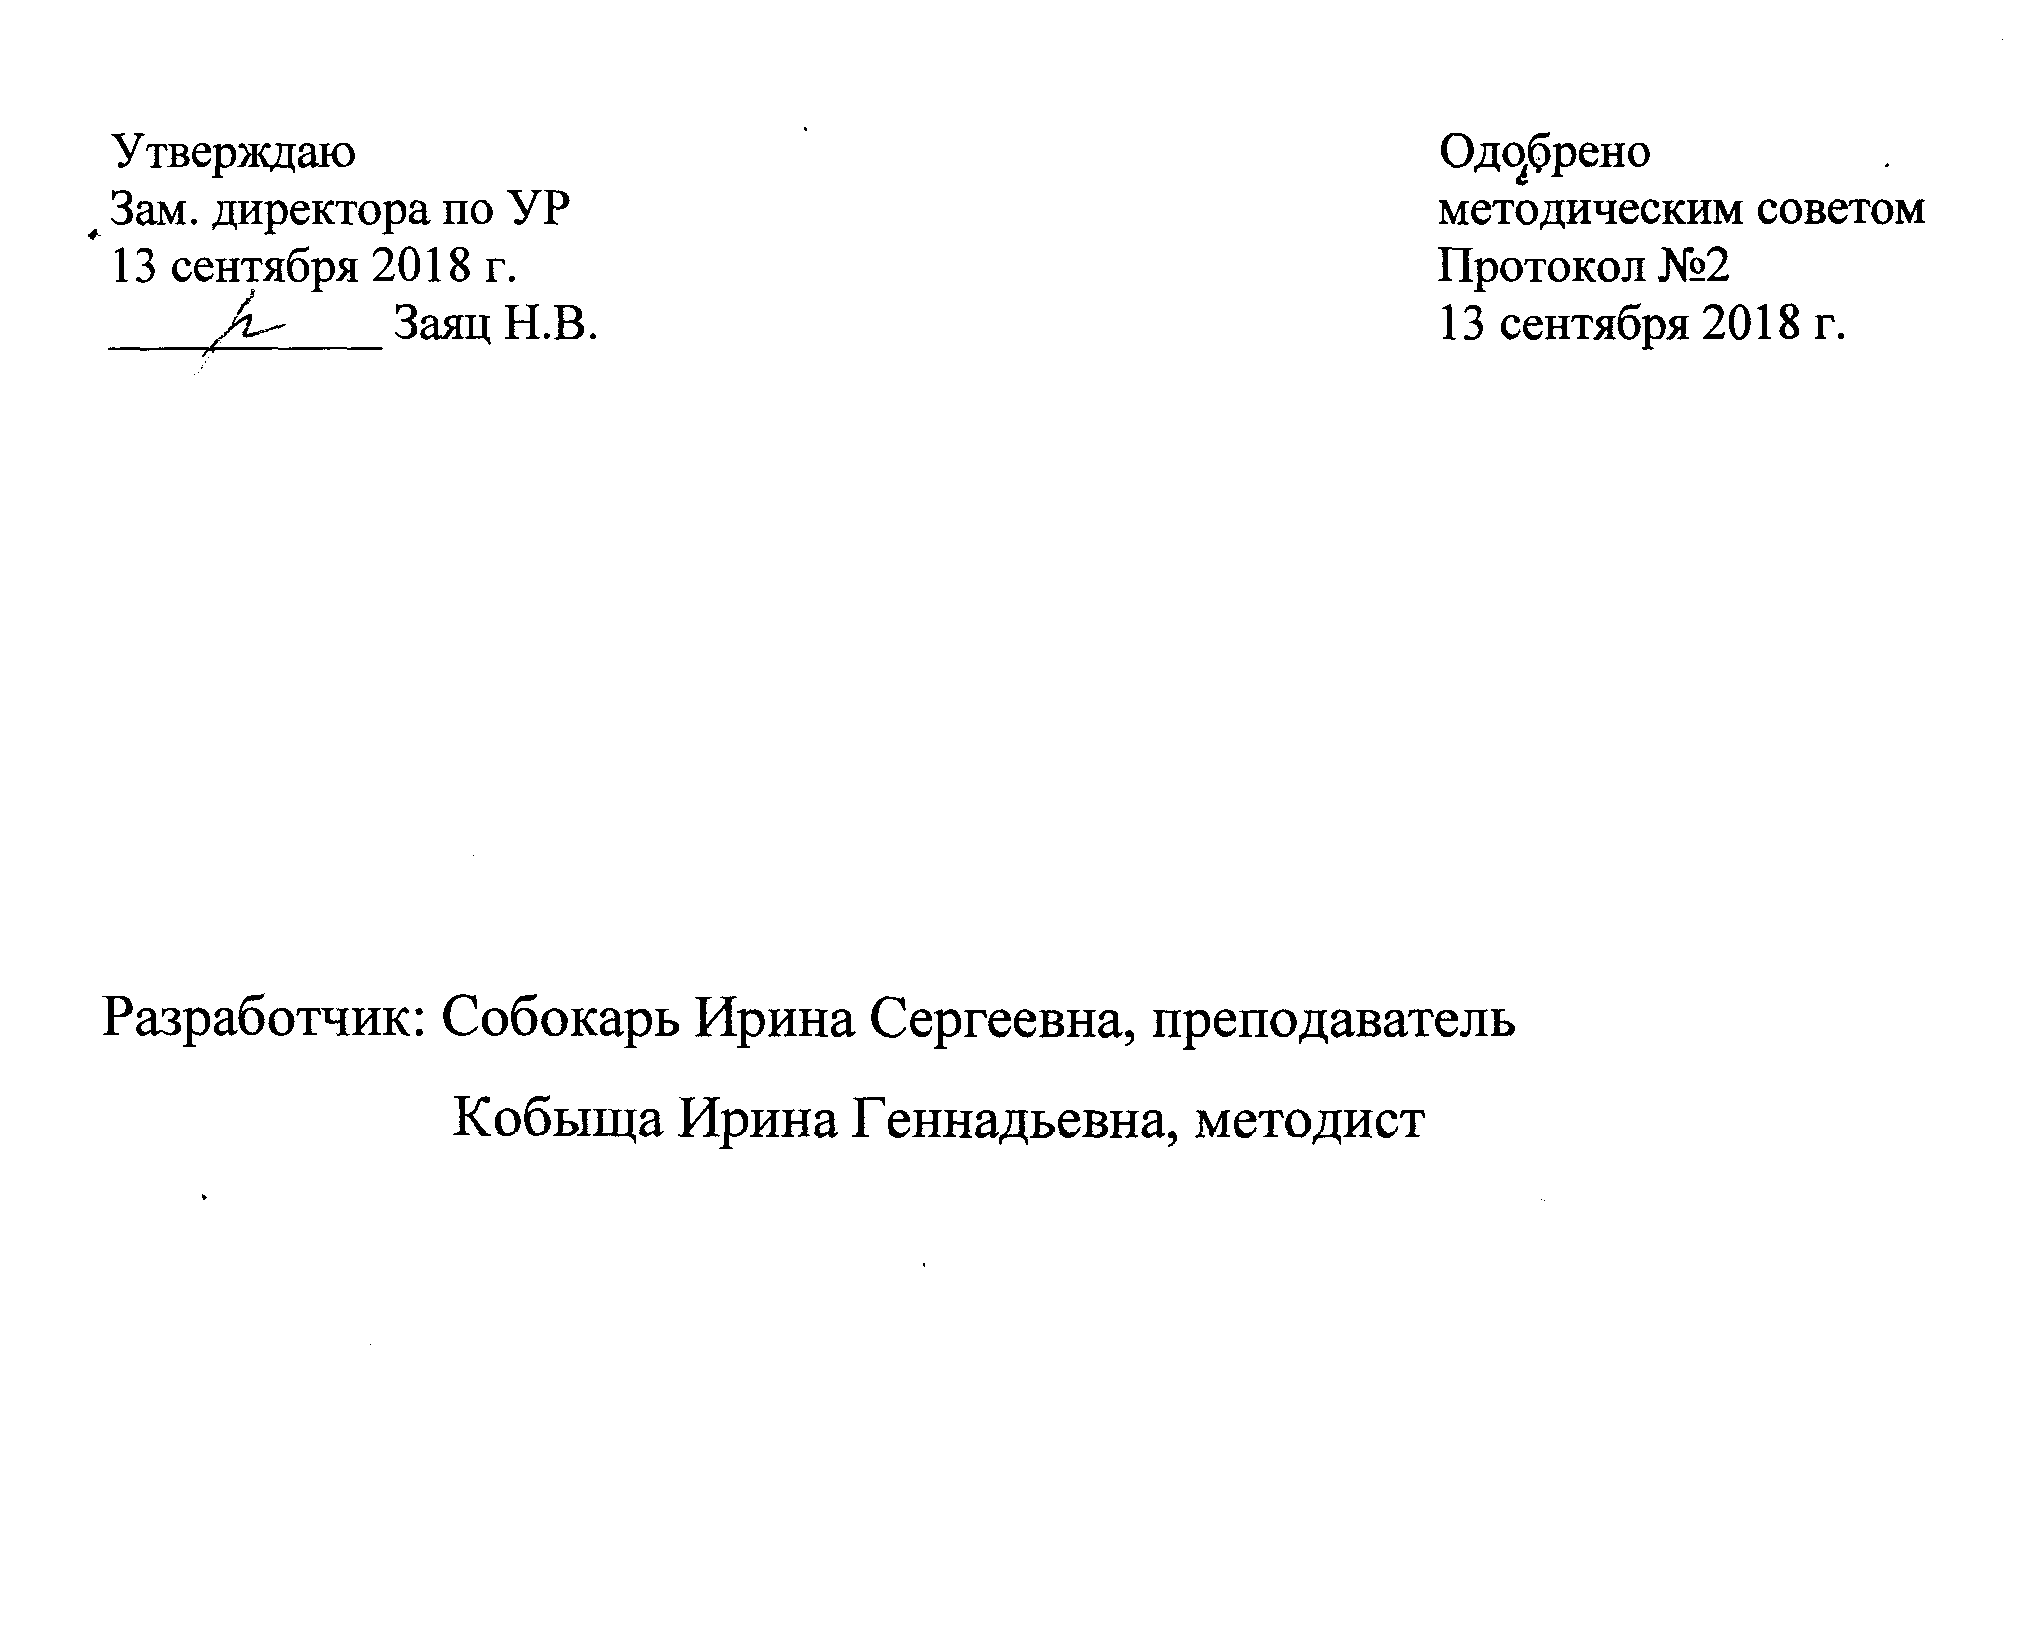 Утверждаю
Зам. директора по УР
13 сентября 2018 г.
Заяц Н.В.
Одобрено
методическим советом
Протокол №2
13 сентября 2018 г.
Разработчик: Собокарь Ирина Сергеевна, преподаватель
Кобыща Ирина Геннадьевна, методист